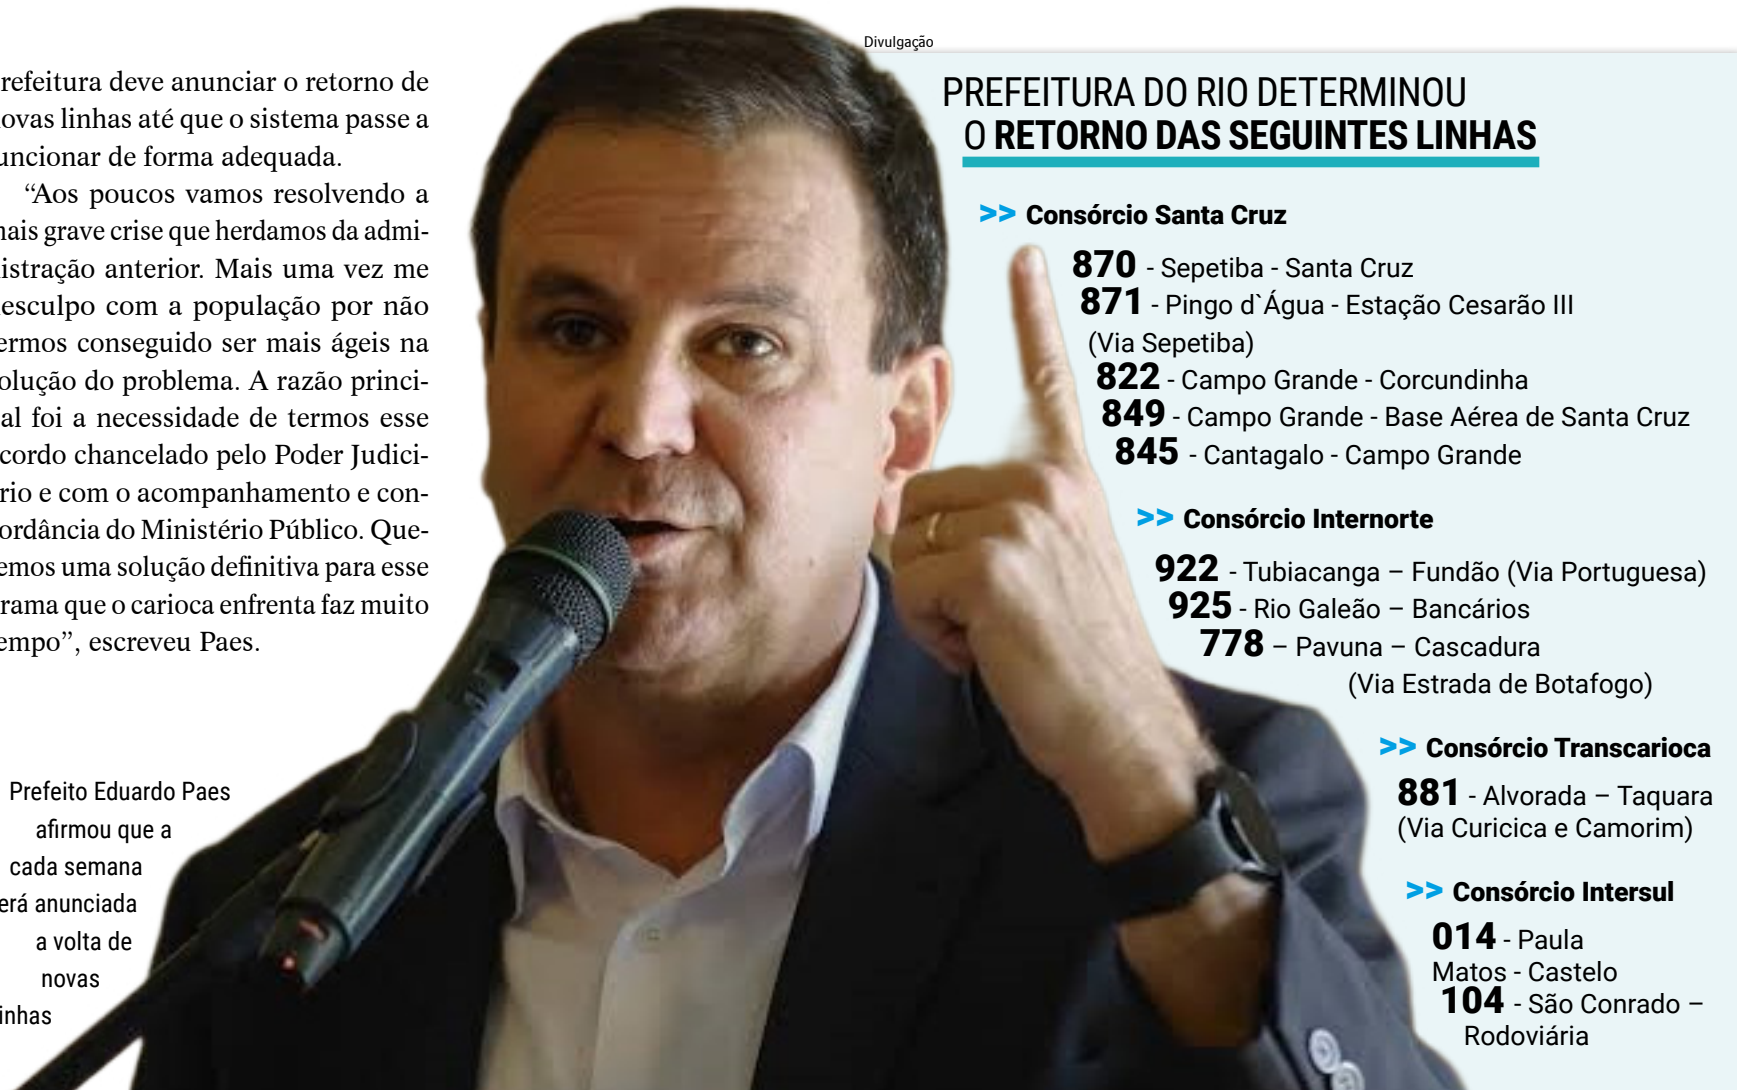 Divulgação
refeitura deve anunciar o retorno de
ovas linhas até que o sistema passe a
uncionar de forma adequada.
“Aos poucos vamos resolvendo a
nais grave crise que herdamos da admi-
istração anterior. Mais uma vez me
esculpo com a população por não
ermos conseguido ser mais ágeis na
olução do problema. A razão princi-
al foi a necessidade de termos esse
cordo chancelado pelo Poder Judici-
rio e com o acompanhamento e con-
ordância do Ministério Público. Que-
emos uma solução definitiva para esse
rama que o carioca enfrenta faz muito
empo”, escreveu Paes.
Prefeito Eduardo Paes
afirmou que a
cada semana
erá anunciada
a volta de
novas
inhas
PREFEITURA DO RIO DETERMINOU
O RETORNO DAS SEGUINTES LINHAS
>> Consórcio Santa Cruz
870 - Sepetiba - Santa Cruz
871 - Pingo d`Água - Estação Cesarão III
(Via Sepetiba)
822 - Campo Grande - Corcundinha
849 - Campo Grande - Base Aérea de Santa Cruz
845 - Cantagalo - Campo Grande
>> Consórcio Internorte
922 - Tubiacanga – Fundão (Via Portuguesa)
925 - Rio Galeão – Bancários
778 – Pavuna – Cascadura
(Via Estrada de Botafogo)
>> Consórcio Transcarioca
881 - Alvorada – Taquara
(Via Curicica e Camorim)
>> Consórcio Intersul
014 - Paula
Matos - Castelo
104 - São Conrado –
Rodoviária